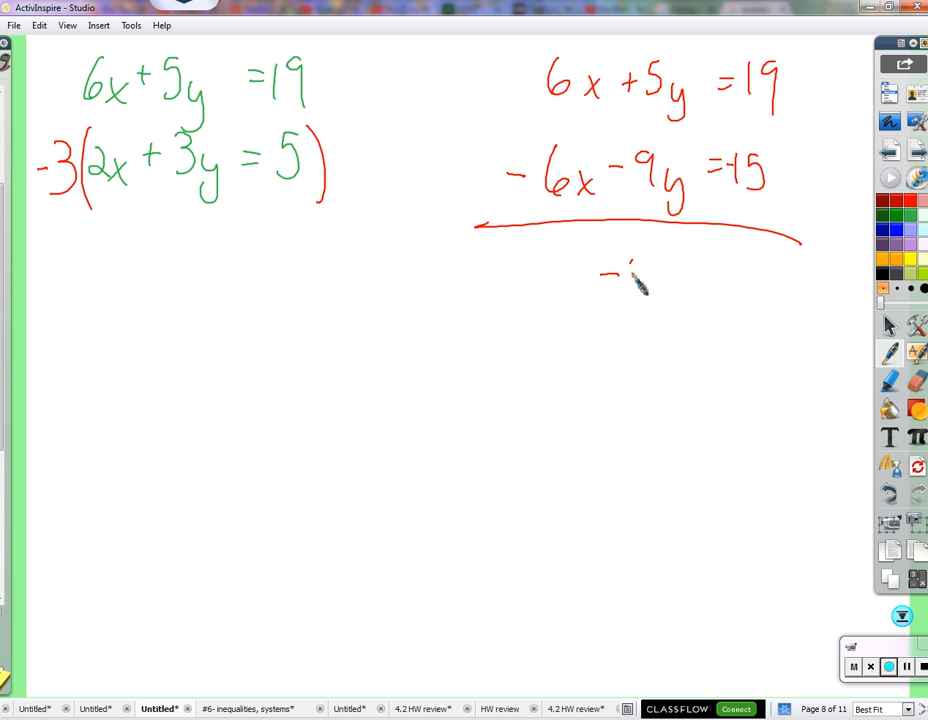 ActivInspire - Studio
File Edit View Insert Tools Help
6x+5y =19
-3(2x + 3y = 5)
6x +5y =19
- 6x - 9y =-15
-
M
T
π
Untitled* Untitled* Untitled* #6- inequalities, systems* Untitled* 4.2 HW review* HW review 4.2 HW review* CLASSFLOW Connect Page 8 of 11 Best Fit